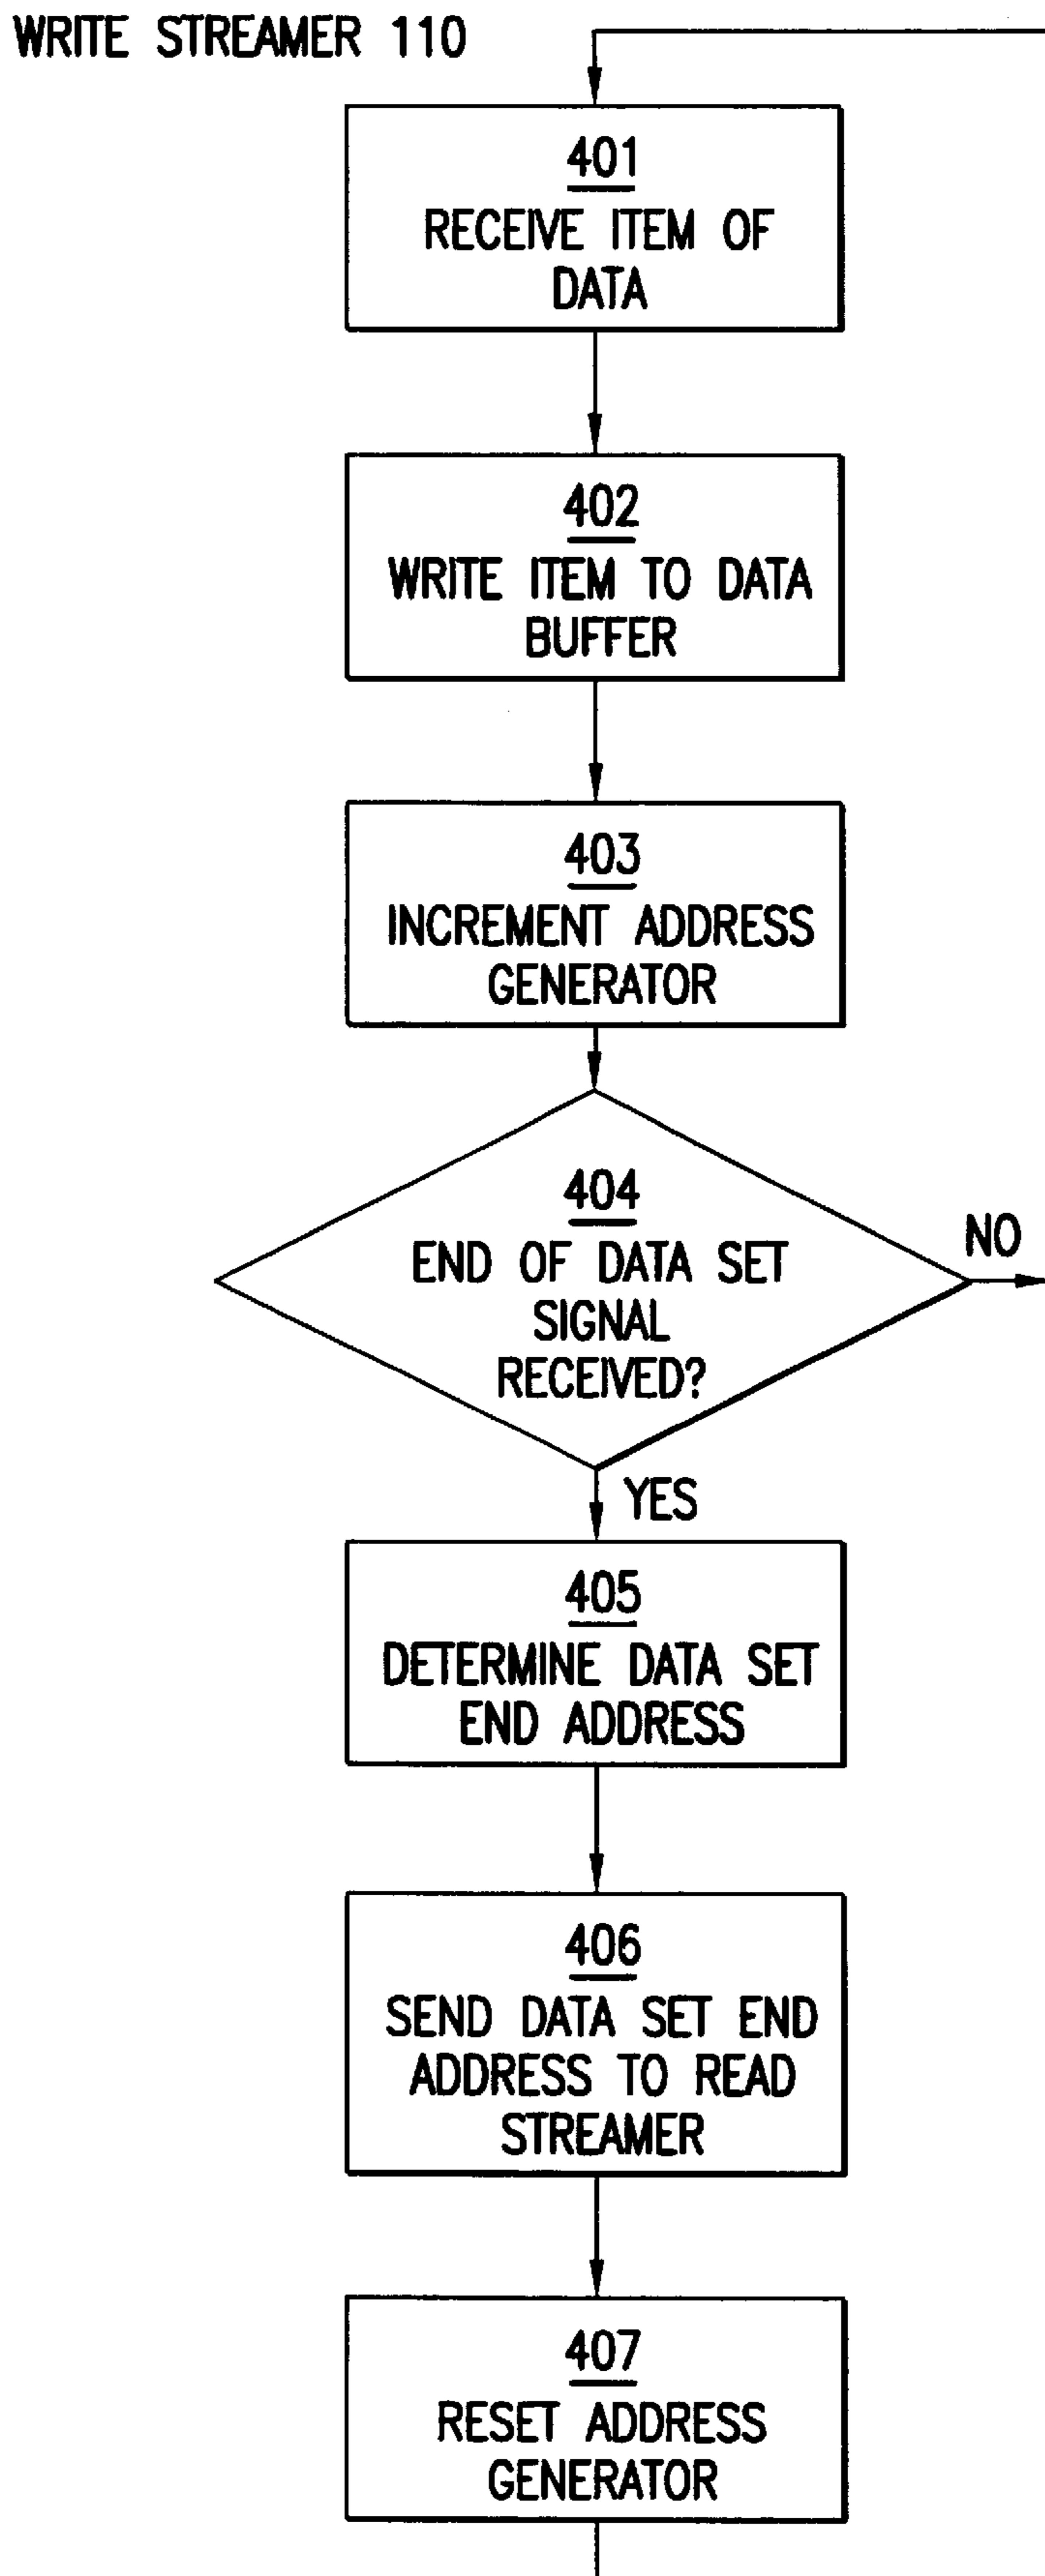 WRITE STREAMER 110
401
RECEIVE ITEM OF
DATA
402
WRITE ITEM TO DATA
BUFFER
403
INCREMENT ADDRESS
GENERATOR
404
END OF DATA SET
SIGNAL
RECEIVED?
NO
YES
405
DETERMINE DATA SET
END ADDRESS
406
SEND DATA SET END
ADDRESS TO READ
STREAMER
407
RESET ADDRESS
GENERATOR